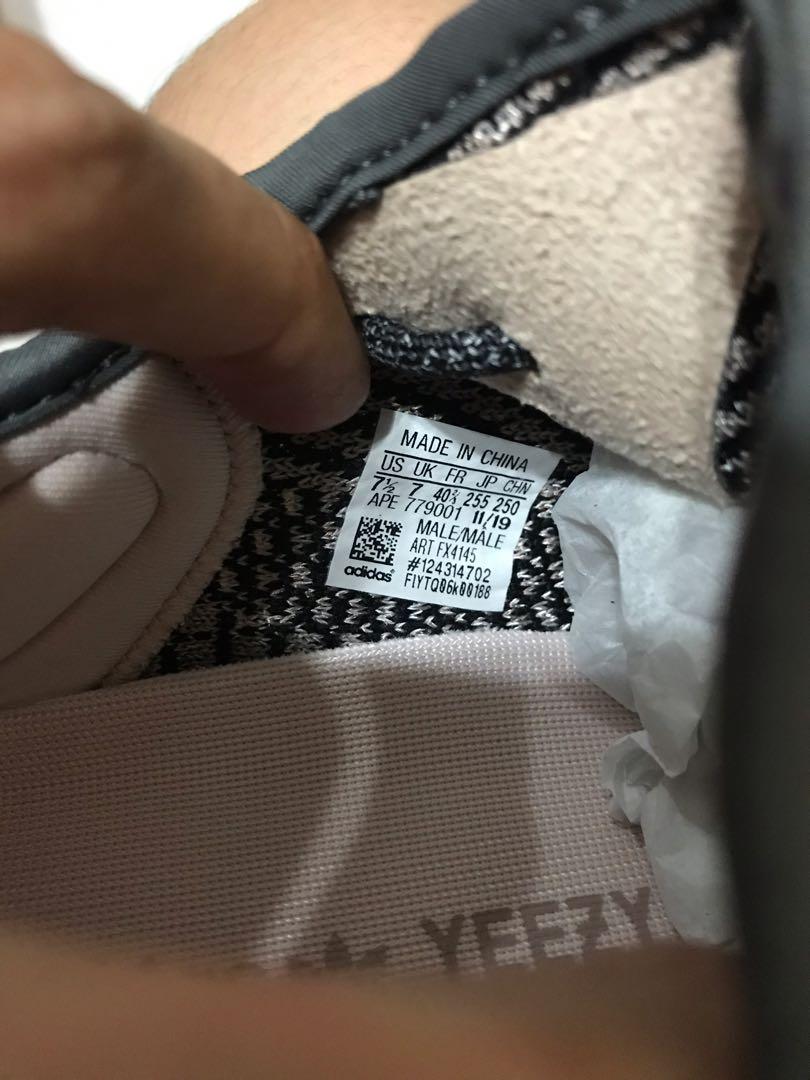 MADE IN CHINA
US UK FR JP CHN
7½ 7 40⅔ 255 250
APE 779001 11/19
MALE/MALE
ART FX4145
#124314702
adidas® FIYTQ06k00188
YEEZY